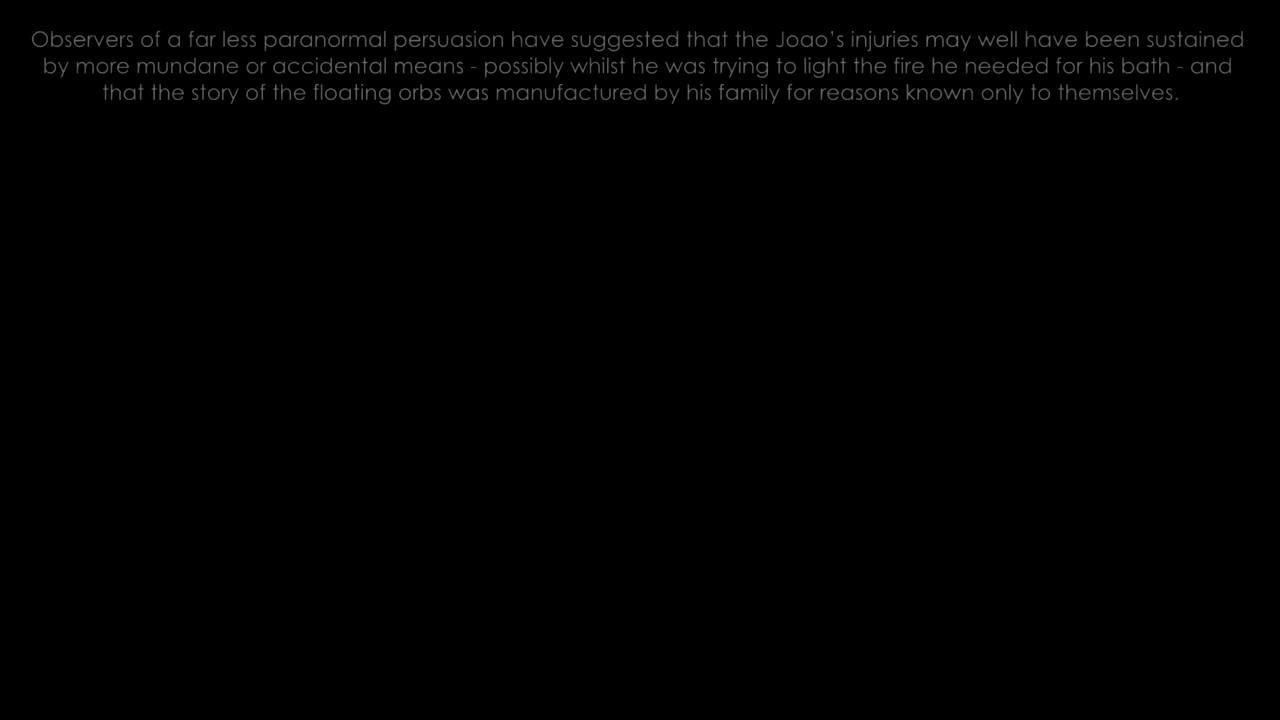 Observers of a far less paranormal persuasion have suggested that the Joao’s injuries may well have been sustained
by more mundane or accidental means - possibly whilst he was trying to light the fire he needed for his bath - and
that the story of the floating orbs was manufactured by his family for reasons known only to themselves.